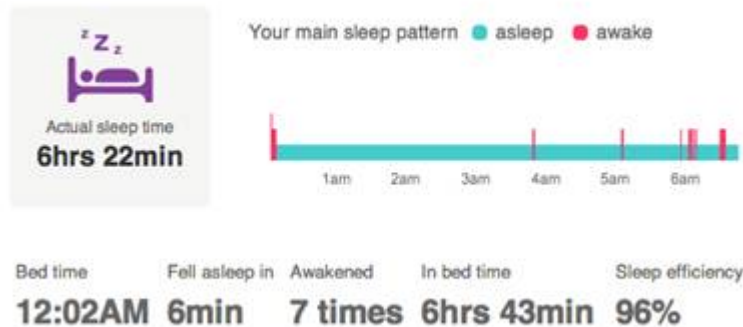 z Z z
Your main sleep pattern asleep awake
Actual sleep time
6hrs 22min
1am 2am 3am 4am 5am 6am
Bed time Fell asleep in Awakened In bed time Sleep efficiency
12:02AM 6min 7 times 6hrs 43min 96%